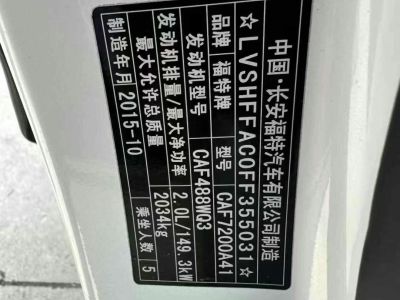 中国·长安福特汽车有限公司制造
★LVSHFFAC0FF355031★
品牌 福特牌 CAF7200A41
发动机型号 CAF488WQ3
发动机排量/最大净功率 2.0L/149.3kW
最大允许总质量 2034kg
制造年月 2015-10 乘坐人数 5